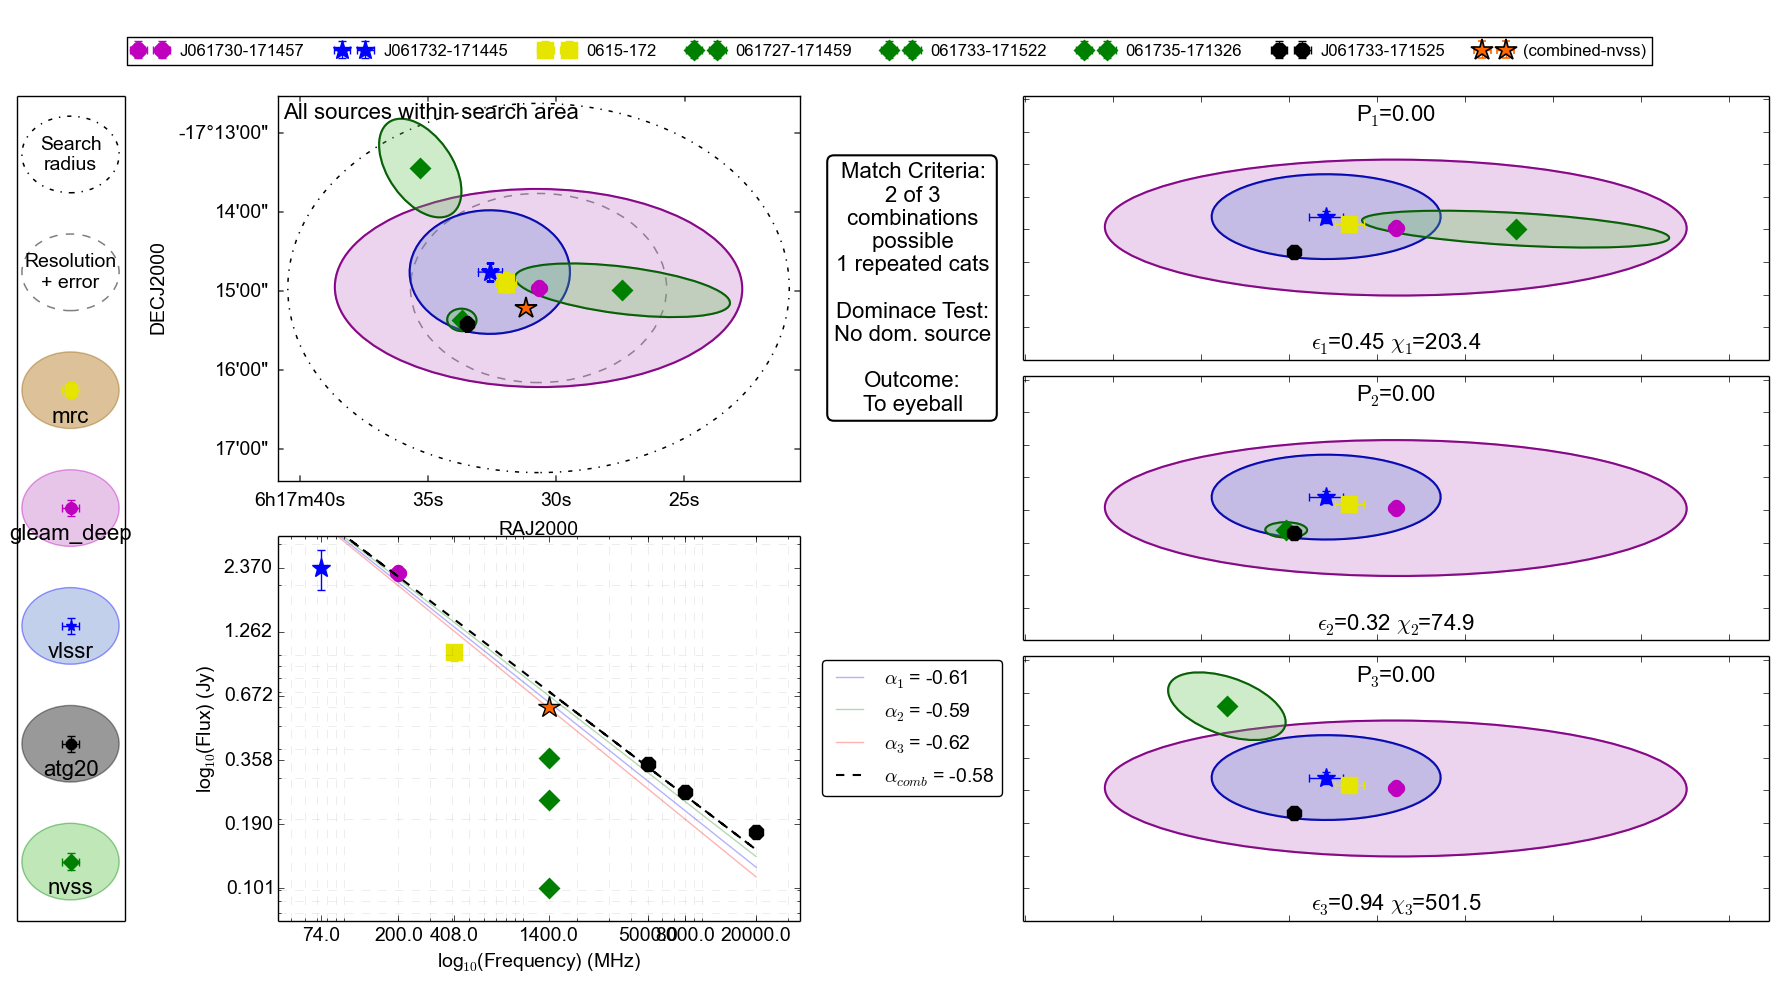 J061730-171457 J061732-171445 0615-172 061727-171459 061733-171522 061735-171326 J061733-171525 (combined-nvss)
Search
radius
Resolution
+ error
mrc
gleam_deep
vlssr
atg20
nvss
All sources within search area
DECJ2000
-17°13'00"
14'00"
15'00"
16'00"
17'00"
6h17m40s 35s 30s 25s
RAJ2000
log10(Flux) (Jy)
2.370
1.262
0.672
0.358
0.190
0.101
74.0 200.0 408.0 1400.0 5000.0 8000.0 20000.0
log10(Frequency) (MHz)
Match Criteria:
2 of 3
combinations
possible
1 repeated cats
Dominace Test:
No dom. source
Outcome:
To eyeball
α1 = -0.61
α2 = -0.59
α3 = -0.62
αcomb = -0.58
P1=0.00
ϵ1=0.45 χ1=203.4
P2=0.00
ϵ2=0.32 χ2=74.9
P3=0.00
ϵ3=0.94 χ3=501.5